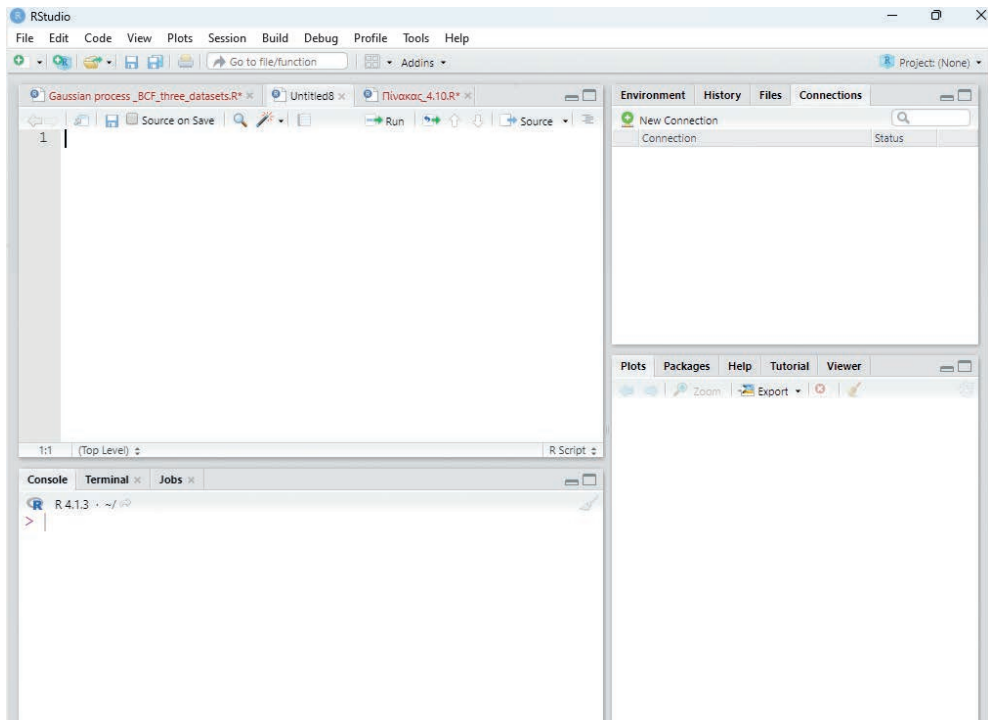 RStudio
File Edit Code View Plots Session Build Debug Profile Tools Help
Go to file/function Addins Project: (None)
Gaussian process _BCF_three_datasets.R* Untitled8 Πίνακας_4.10.R*
Source on Save Run Source
1
1:1 (Top Level) R Script
Console Terminal Jobs
R 4.1.3 · ~/
>
Environment History Files Connections
New Connection
Connection Status
Plots Packages Help Tutorial Viewer
Zoom Export